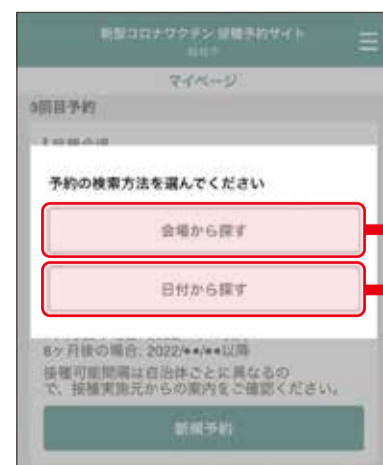 新型コロナワクチン 接種予約サイト
マイページ
3回目予約
予約の検索方法を選んでください
会場から探す
日付から探す
8ヶ月後の場合: 2022/**/**以降
接種可能間隔は自治体ごとに異なるの
で、接種実施元からの案内をご確認ください。
新規予約